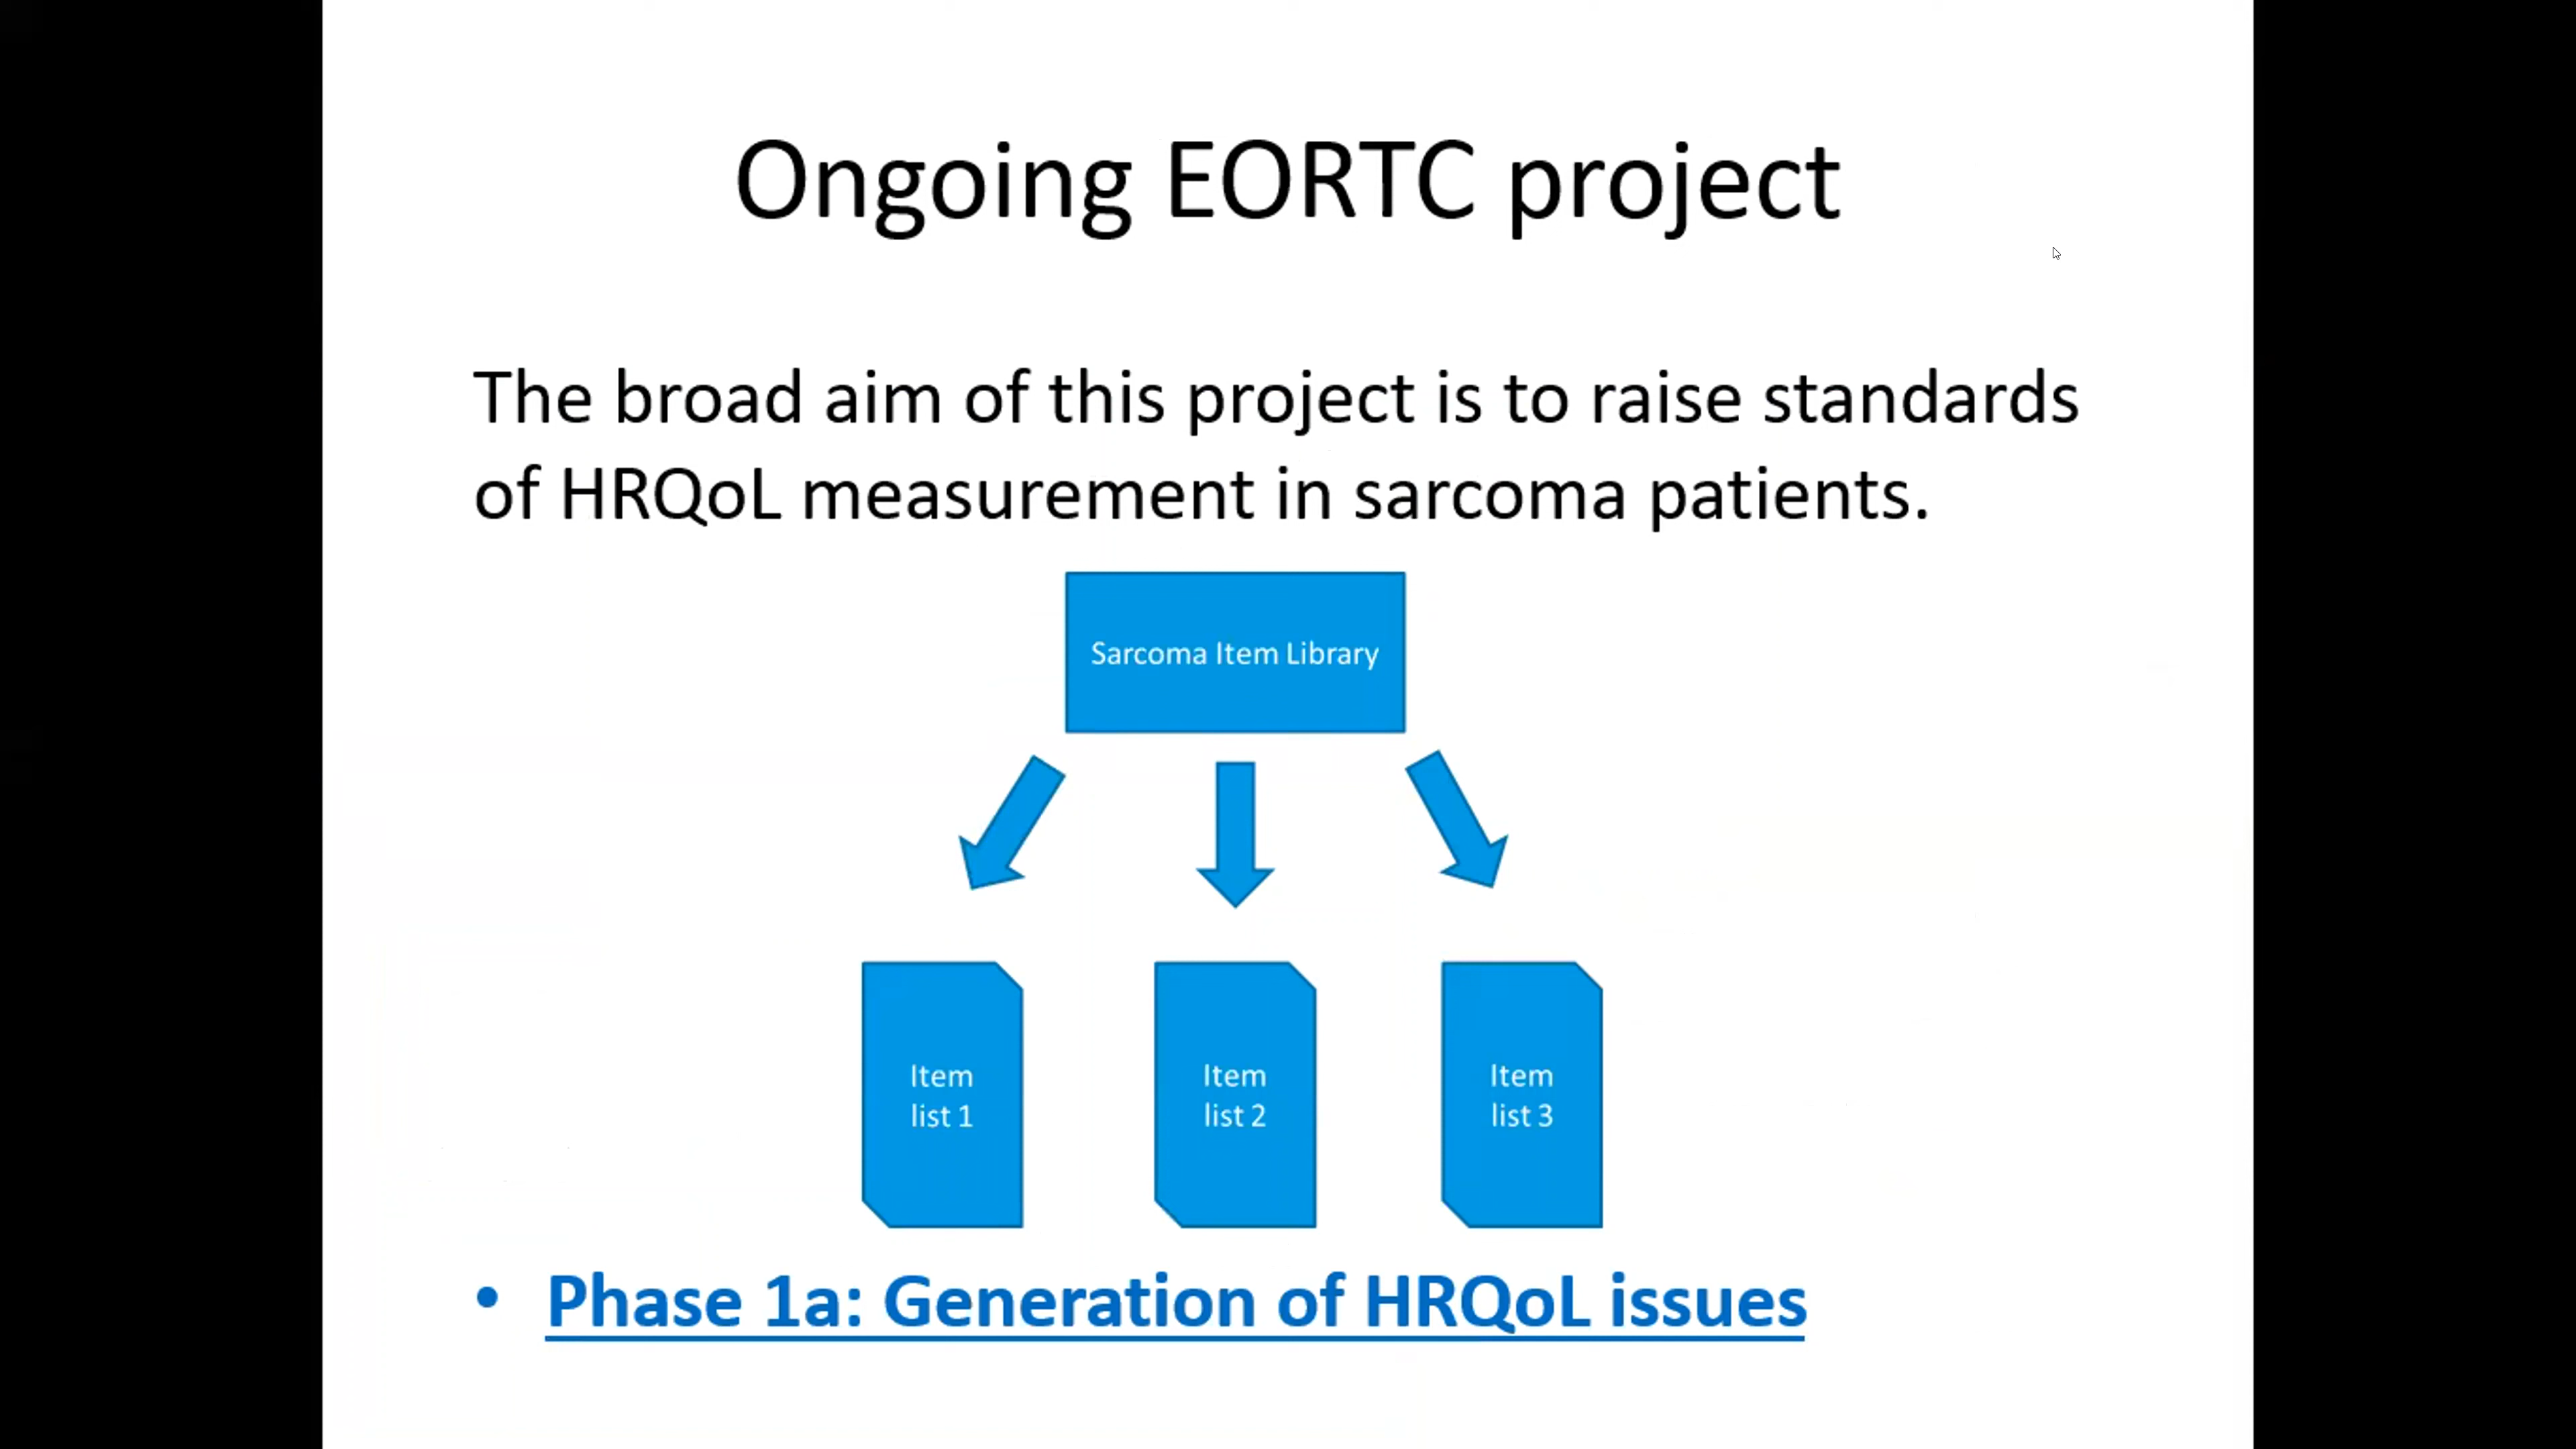 Ongoing EORTC project
The broad aim of this project is to raise standards
of HRQoL measurement in sarcoma patients.
Sarcoma Item Library
Item
list 1
Item
list 2
Item
list 3
• Phase 1a: Generation of HRQoL issues